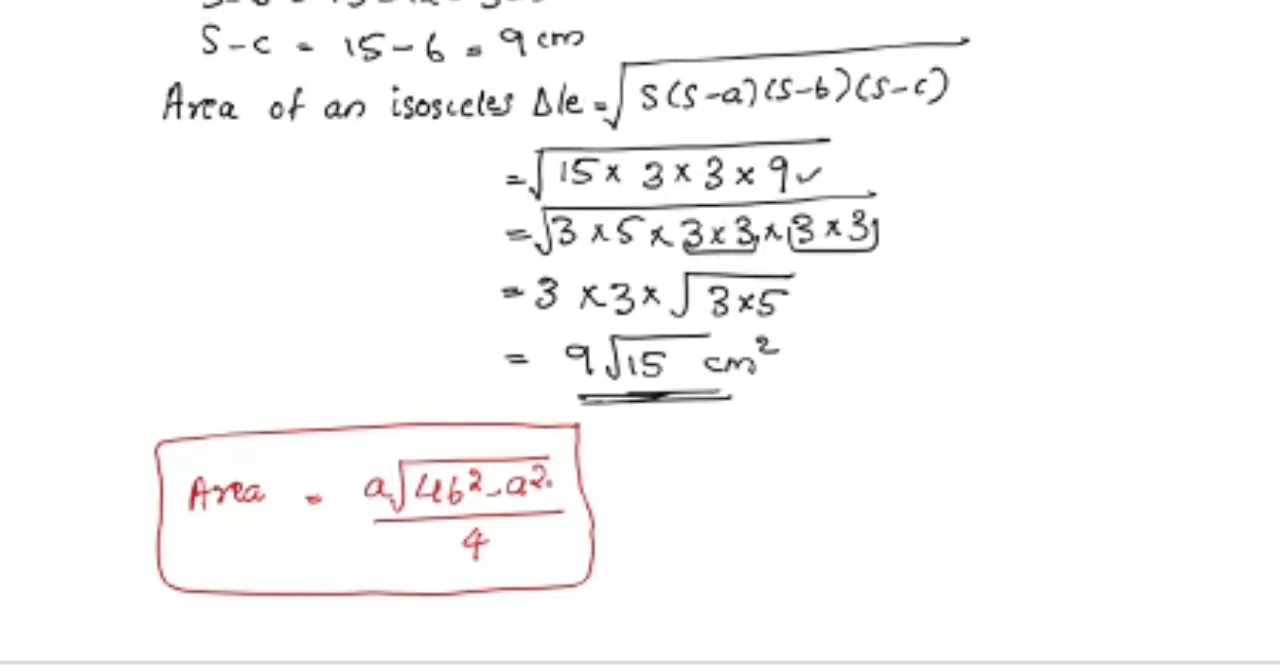 S-c = 15-6 = 9 cm
Area of an isosceles Δle = √S(S-a)(S-b)(S-c)
= √15 × 3 × 3 × 9 ✓
= √3 × 5 × 3 × 3 × 3 × 3
= 3 × 3 × √3×5
= 9√15 cm²
Area = a√4b²-a²
4